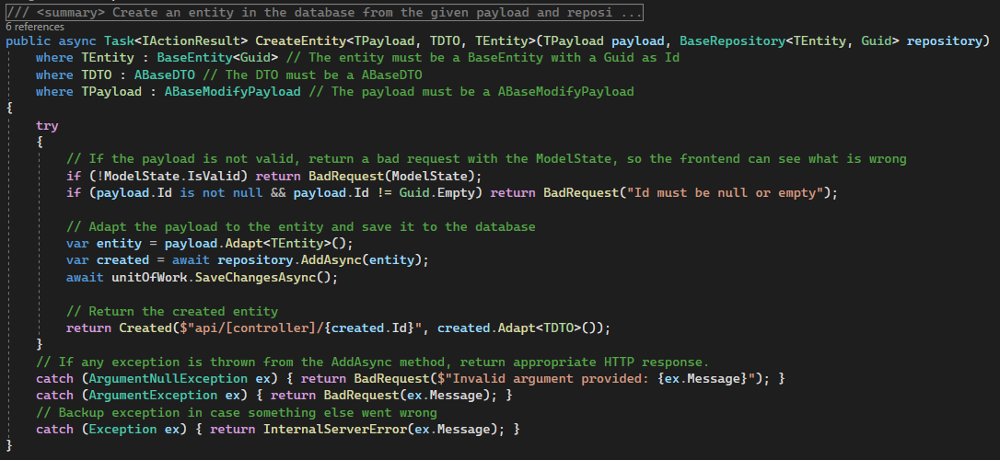 /// <summary> Create an entity in the database from the given payload and reposi ...
6 references
public async Task<IActionResult> CreateEntity<TPayload, TDTO, TEntity>(TPayload payload, BaseRepository<TEntity, Guid> repository)
    where TEntity : BaseEntity<Guid> // The entity must be a BaseEntity with a Guid as Id
    where TDTO : ABaseDTO // The DTO must be a ABaseDTO
    where TPayload : ABaseModifyPayload // The payload must be a ABaseModifyPayload
{
    try
    {
        // If the payload is not valid, return a bad request with the ModelState, so the frontend can see what is wrong
        if (!ModelState.IsValid) return BadRequest(ModelState);
        if (payload.Id is not null && payload.Id != Guid.Empty) return BadRequest("Id must be null or empty");

        // Adapt the payload to the entity and save it to the database
        var entity = payload.Adapt<TEntity>();
        var created = await repository.AddAsync(entity);
        await unitOfWork.SaveChangesAsync();

        // Return the created entity
        return Created($"api/[controller]/{created.Id}", created.Adapt<TDTO>());
    }
    // If any exception is thrown from the AddAsync method, return appropriate HTTP response.
    catch (ArgumentNullException ex) { return BadRequest($"Invalid argument provided: {ex.Message}"); }
    catch (ArgumentException ex) { return BadRequest(ex.Message); }
    // Backup exception in case something else went wrong
    catch (Exception ex) { return InternalServerError(ex.Message); }
}